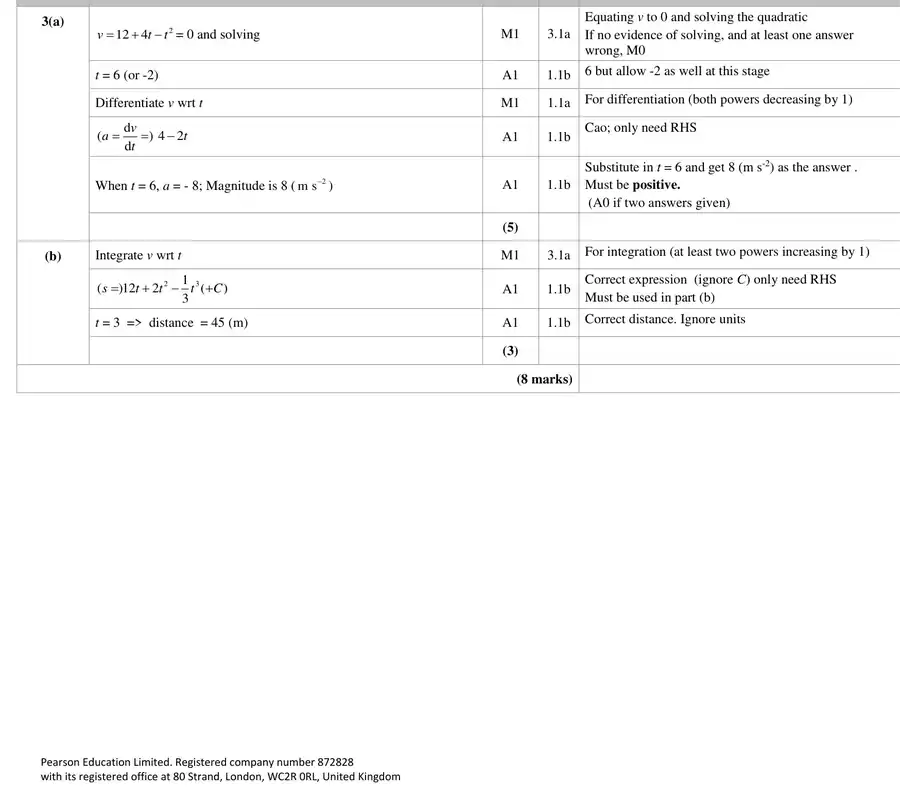 3(a)
v = 12 + 4t − t² = 0 and solving
M1
3.1a
Equating v to 0 and solving the quadratic
If no evidence of solving, and at least one answer
wrong, M0
t = 6 (or -2)
A1
1.1b
6 but allow -2 as well at this stage
Differentiate v wrt t
M1
1.1a
For differentiation (both powers decreasing by 1)
(a = dv/dt =) 4 − 2t
A1
1.1b
Cao; only need RHS
When t = 6, a = - 8; Magnitude is 8 ( m s⁻² )
A1
1.1b
Substitute in t = 6 and get 8 (m s⁻²) as the answer .
Must be positive.
(A0 if two answers given)
(5)
(b)
Integrate v wrt t
M1
3.1a
For integration (at least two powers increasing by 1)
(s =)12t + 2t² − 1/3 t³ (+C)
A1
1.1b
Correct expression (ignore C) only need RHS
Must be used in part (b)
t = 3 => distance = 45 (m)
A1
1.1b
Correct distance. Ignore units
(3)
(8 marks)
Pearson Education Limited. Registered company number 872828
with its registered office at 80 Strand, London, WC2R 0RL, United Kingdom